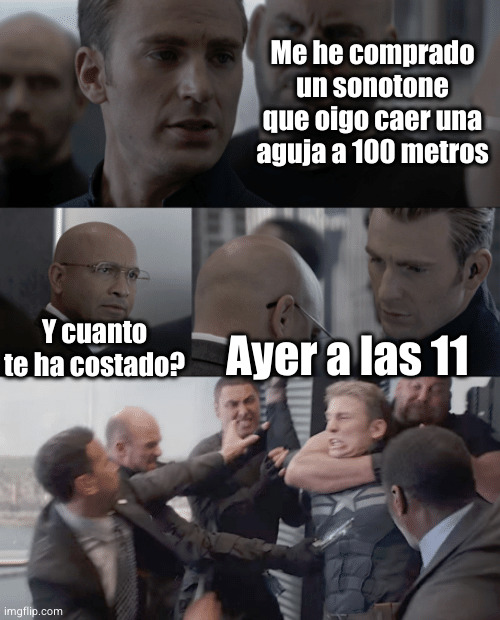 Me he comprado
un sonotone
que oigo caer una
aguja a 100 metros
Y cuanto
te ha costado?
Ayer a las 11
imgflip.com